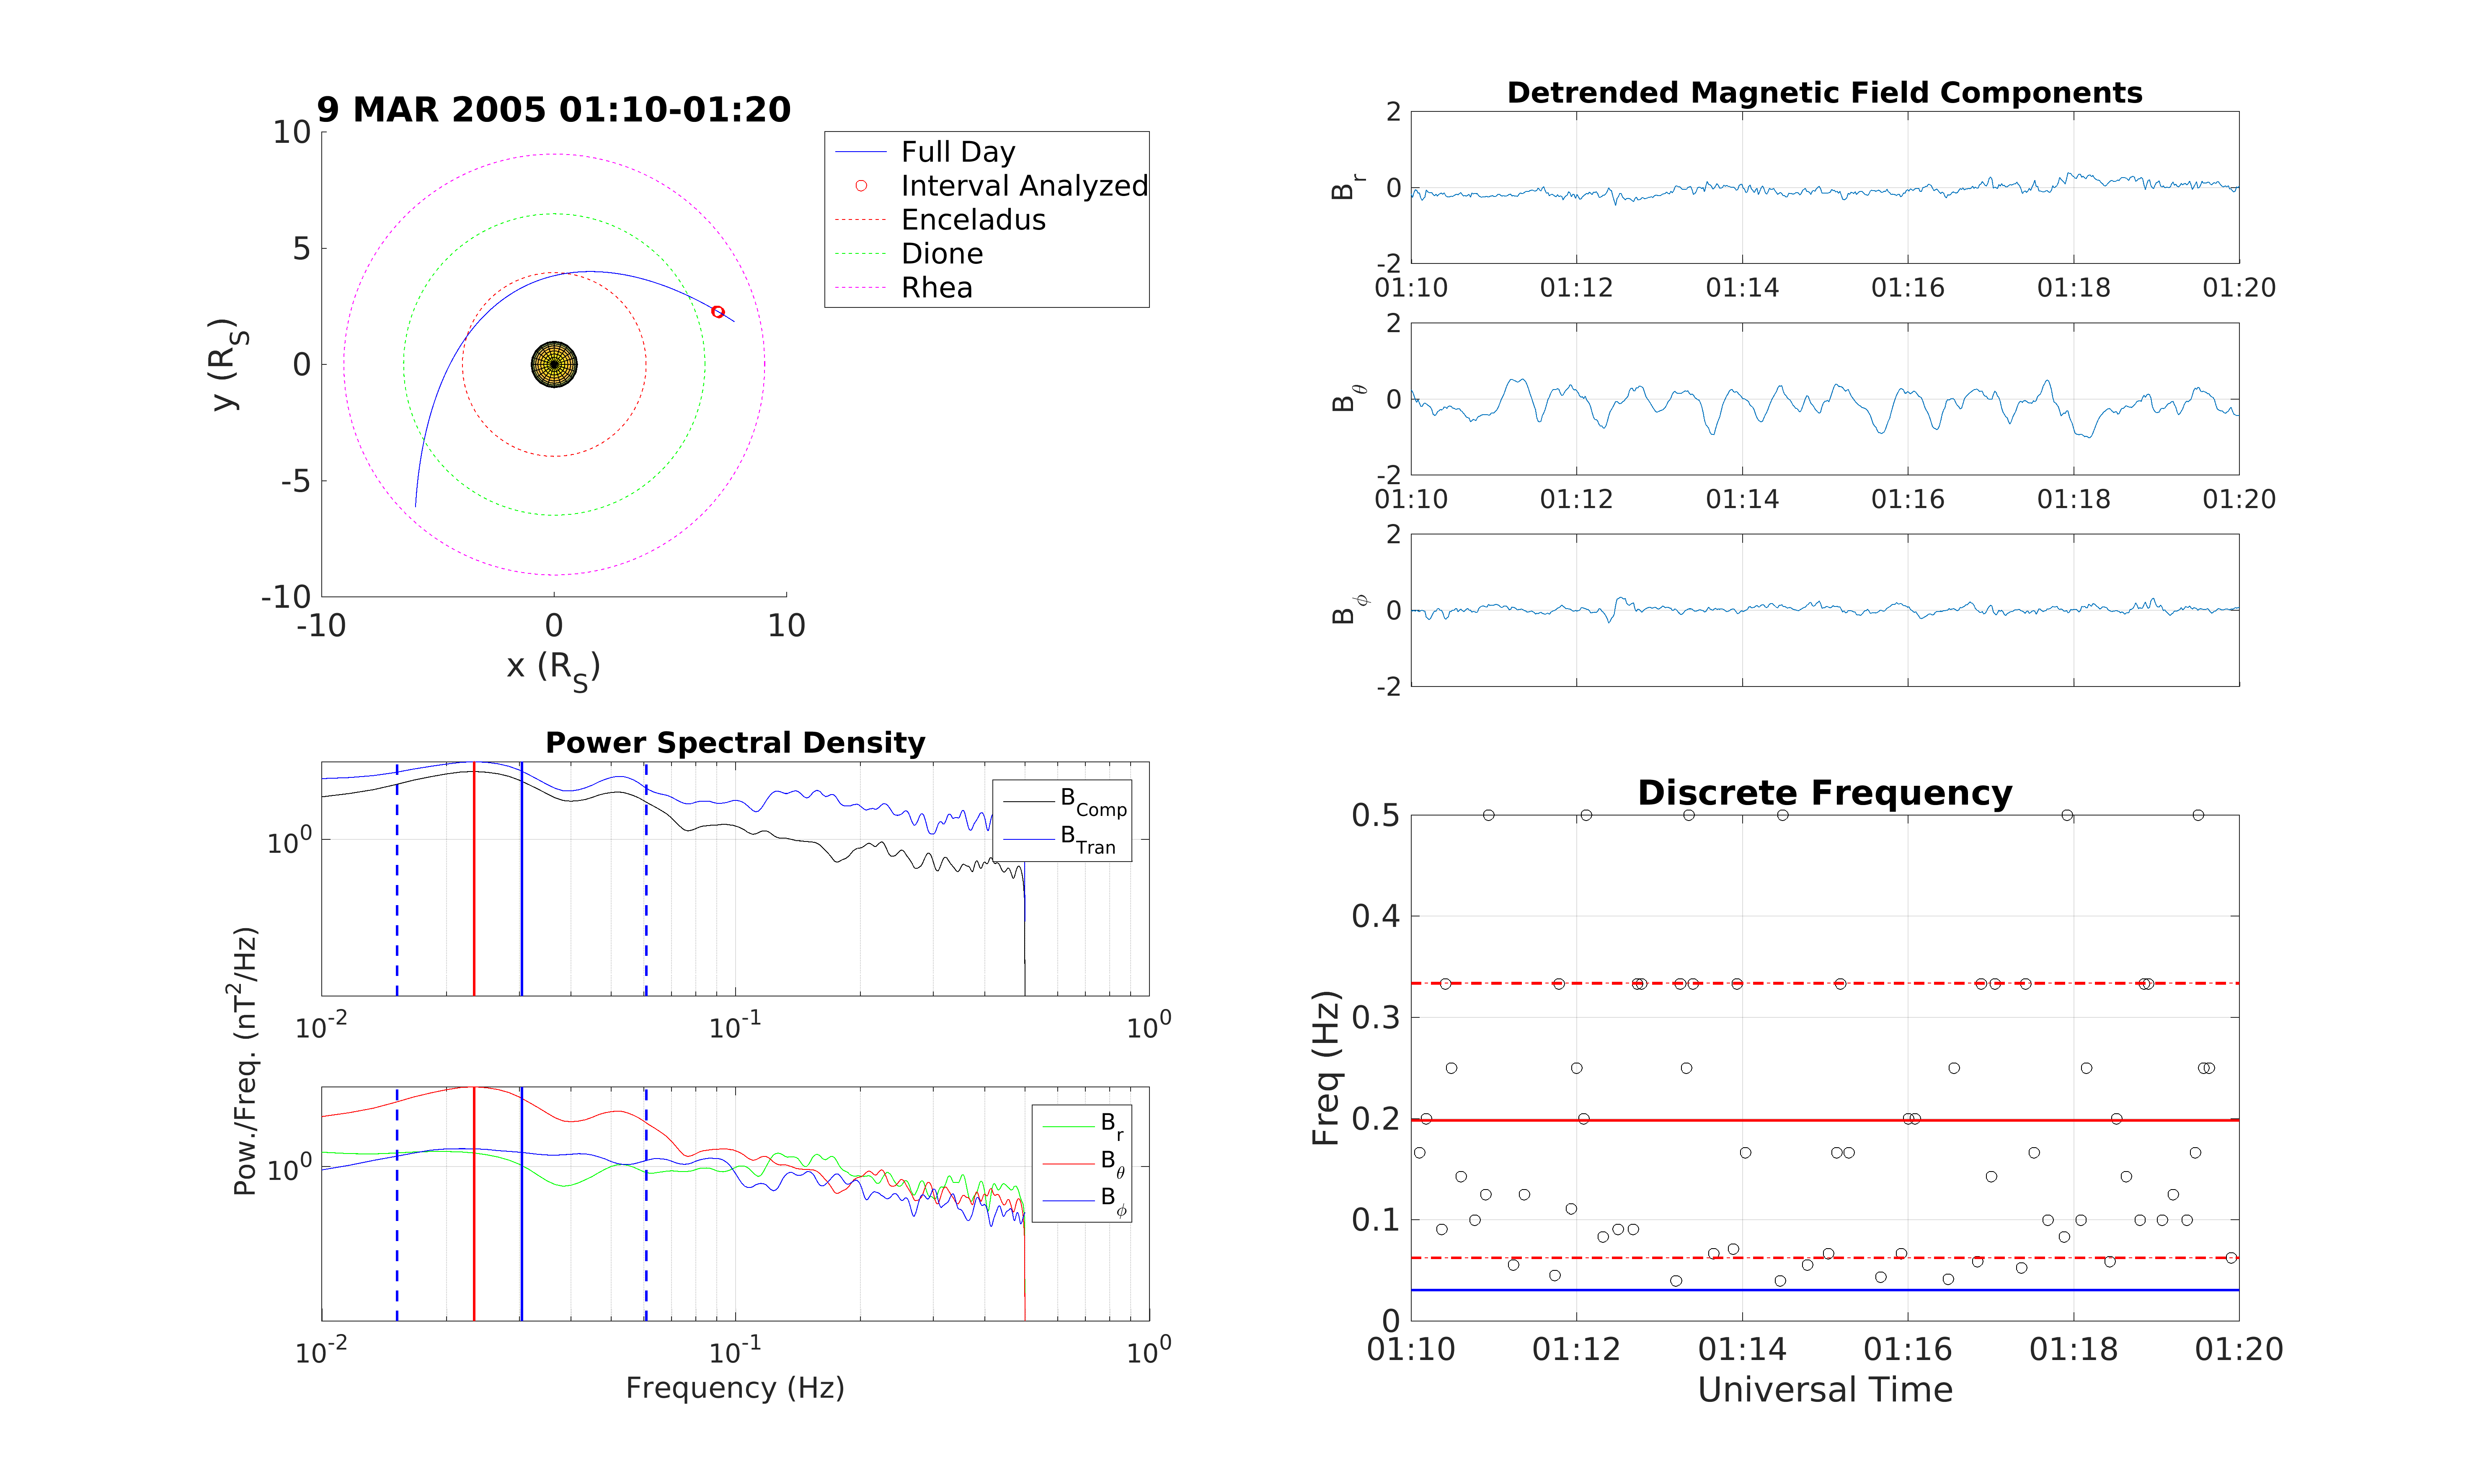 9 MAR 2005 01:10-01:20
10
5
0
-5
-10
-10
0
10
y (R_S)
x (R_S)
Full Day
Interval Analyzed
Enceladus
Dione
Rhea
Detrended Magnetic Field Components
2
0
-2
B_r
01:10
01:12
01:14
01:16
01:18
01:20
2
0
-2
B_θ
01:10
01:12
01:14
01:16
01:18
01:20
2
0
-2
B_ϕ
Power Spectral Density
10^0
10^-2
10^-1
10^0
B_Comp
B_Tran
Pow./Freq. (nT^2/Hz)
10^0
10^-2
10^-1
10^0
B_r
B_θ
B_ϕ
Frequency (Hz)
Discrete Frequency
0.5
0.4
0.3
0.2
0.1
0
Freq (Hz)
01:10
01:12
01:14
01:16
01:18
01:20
Universal Time